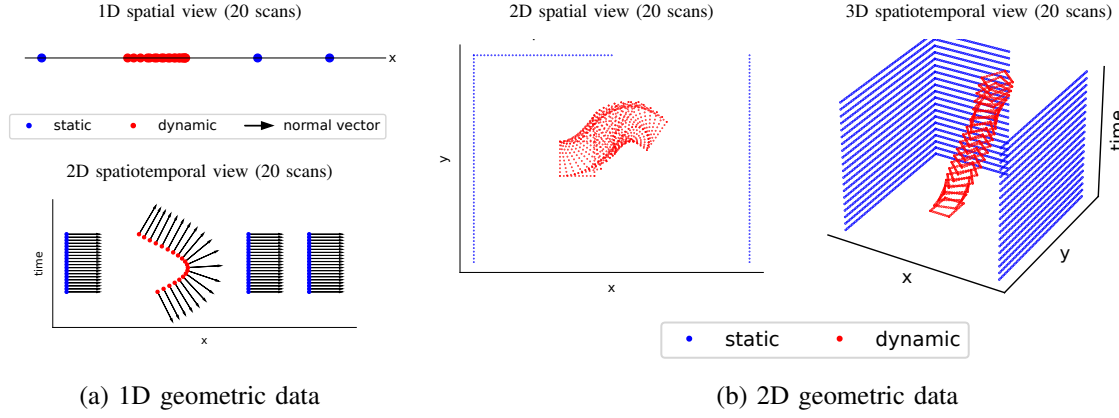 1D spatial view (20 scans)
x
static
dynamic
normal vector
2D spatiotemporal view (20 scans)
time
x
(a) 1D geometric data
2D spatial view (20 scans)
y
x
3D spatiotemporal view (20 scans)
time
x
y
static
dynamic
(b) 2D geometric data